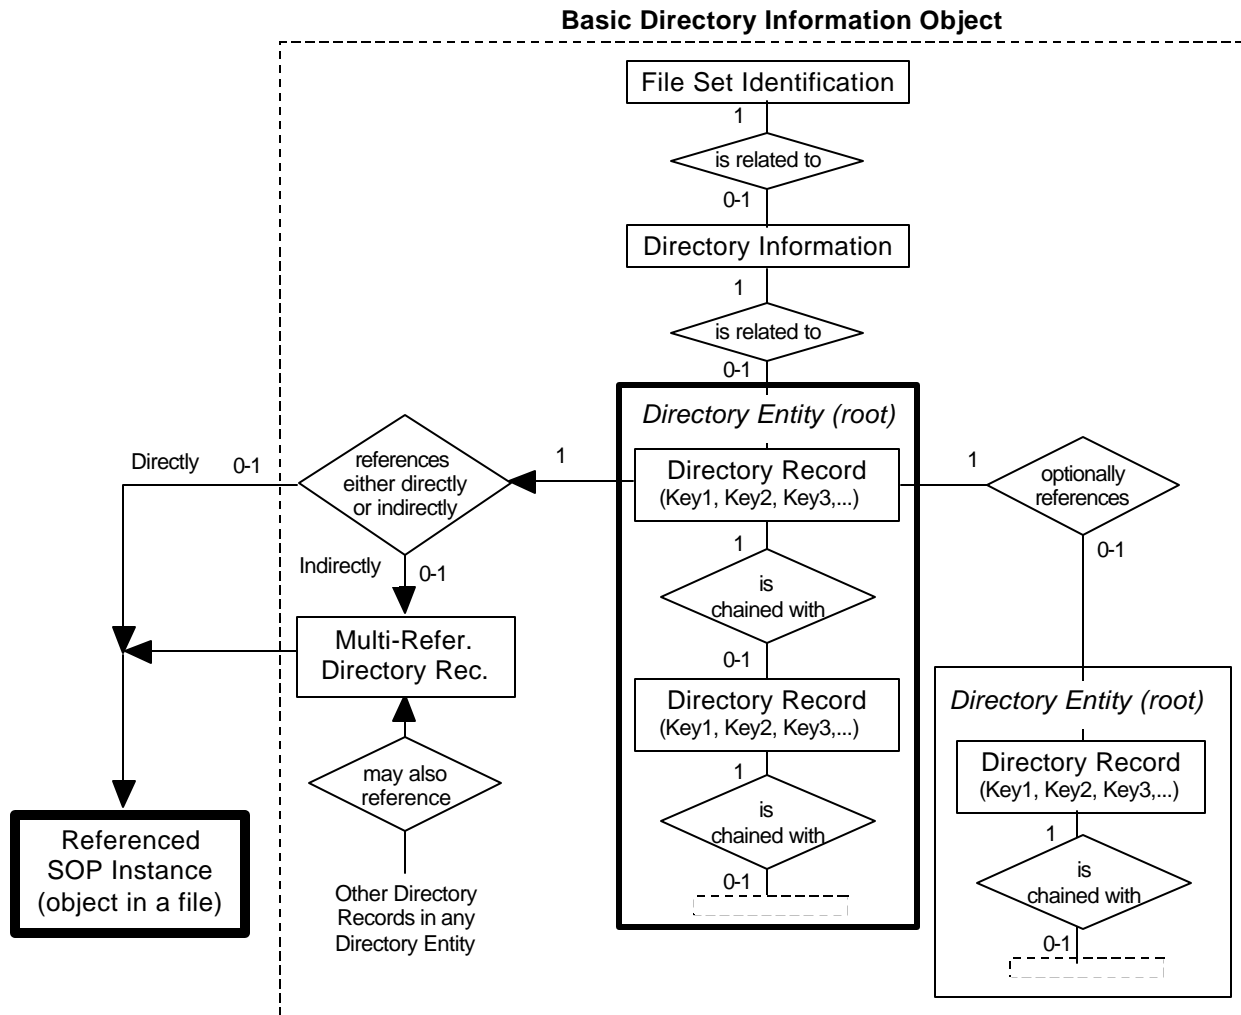 Basic Directory Information Object
File Set Identification
1
is related to
0-1
Directory Information
1
is related to
0-1
Directory Entity (root)
Directly
0-1
references
either directly
or indirectly
1
Directory Record
(Key1, Key2, Key3,...)
1
optionally
references
Indirectly
0-1
1
is
chained with
0-1
0-1
Multi-Refer.
Directory Rec.
Directory Record
(Key1, Key2, Key3,...)
Directory Entity (root)
may also
reference
1
is
chained with
0-1
Directory Record
(Key1, Key2, Key3,...)
1
is
chained with
0-1
Referenced
SOP Instance
(object in a file)
Other Directory
Records in any
Directory Entity